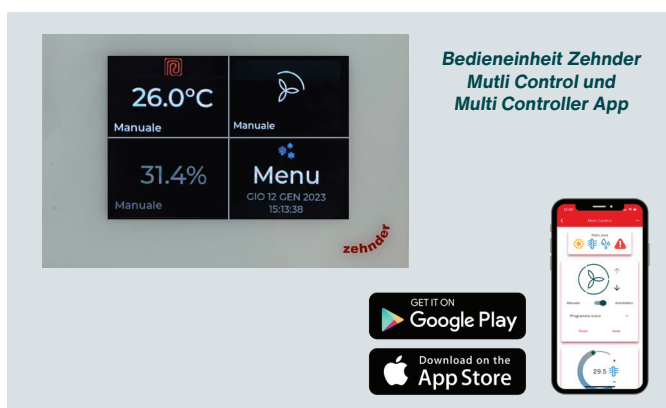 Bedieneinheit Zehnder
Mutli Control und
Multi Controller App
26.0°C
Manuale
Manuale
31.4%
Manuale
Menu
GIO 12 GEN 2023
15:13:38
zehnder
GET IT ON
Google Play
Download on the
App Store
Multi Control
Manuale
Automatico
Programma orario
29.5